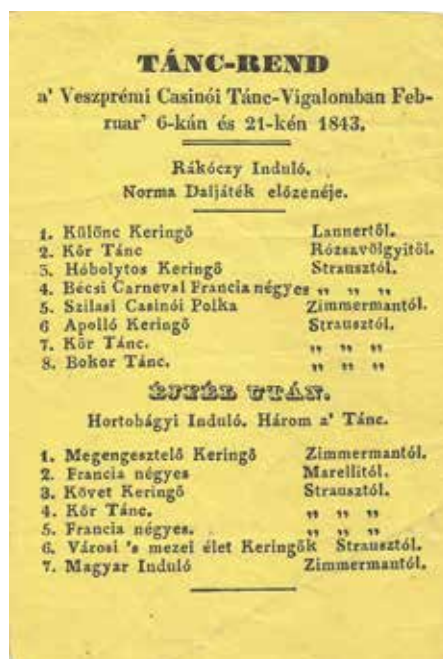 TÁNC-REND
a' Veszprémi Casinói Tánc-Vigalomban Feb-
ruar' 6-kán és 21-kén 1843.
Rákóczy Induló.
Norma Daljáték előzenéje.
1. Különc Keringő Lannertől.
2. Kör Tánc Rózsavölgyitől.
3. Hóbolytos Keringő Strausztól.
4. Bécsi Carneval Francia négyes „ „ „
5. Szilasi Casinói Polka Zimmermantól.
6 Apolló Keringő Strausztól.
7. Kör Tánc. „ „ „
8. Bokor Tánc. „ „ „
ÉJFÉL UTÁN.
Hortobágyi Induló. Három a' Tánc.
1. Megengesztelő Keringő Zimmermantól.
2. Francia négyes Marellitól.
3. Követ Keringő Strausztól.
4. Kör Tánc. „ „ „
5. Francia négyes. „ „ „
6. Városi 's mezei élet Keringők Strausztól.
7. Magyar Induló Zimmermantól.